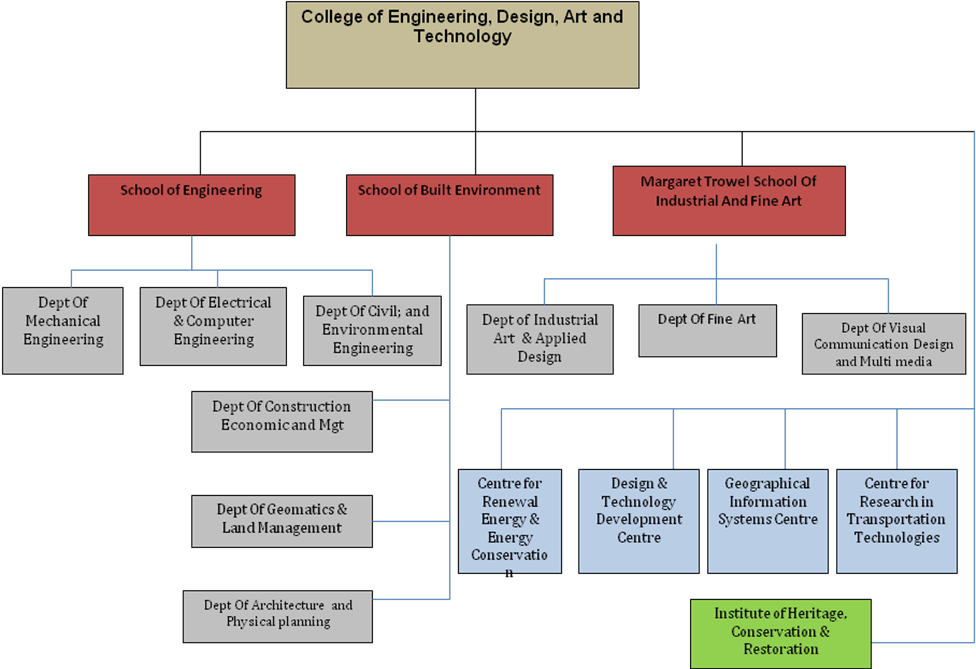 College of Engineering, Design, Art and
Technology
School of Engineering
School of Built Environment
Margaret Trowel School Of
Industrial And Fine Art
Dept Of
Mechanical
Engineering
Dept Of Electrical
& Computer
Engineering
Dept Of Civil; and
Environmental
Engineering
Dept of Industrial
Art & Applied
Design
Dept Of Fine Art
Dept Of Visual
Communication Design
and Multi media
Dept Of Construction
Economic and Mgt
Dept Of Geomatics &
Land Management
Dept Of Architecture and
Physical planning
Centre for
Renewal
Energy &
Energy
Conservatio
n
Design &
Technology
Development
Centre
Geographical
Information
Systems Centre
Centre for
Research in
Transportation
Technologies
Institute of Heritage,
Conservation &
Restoration